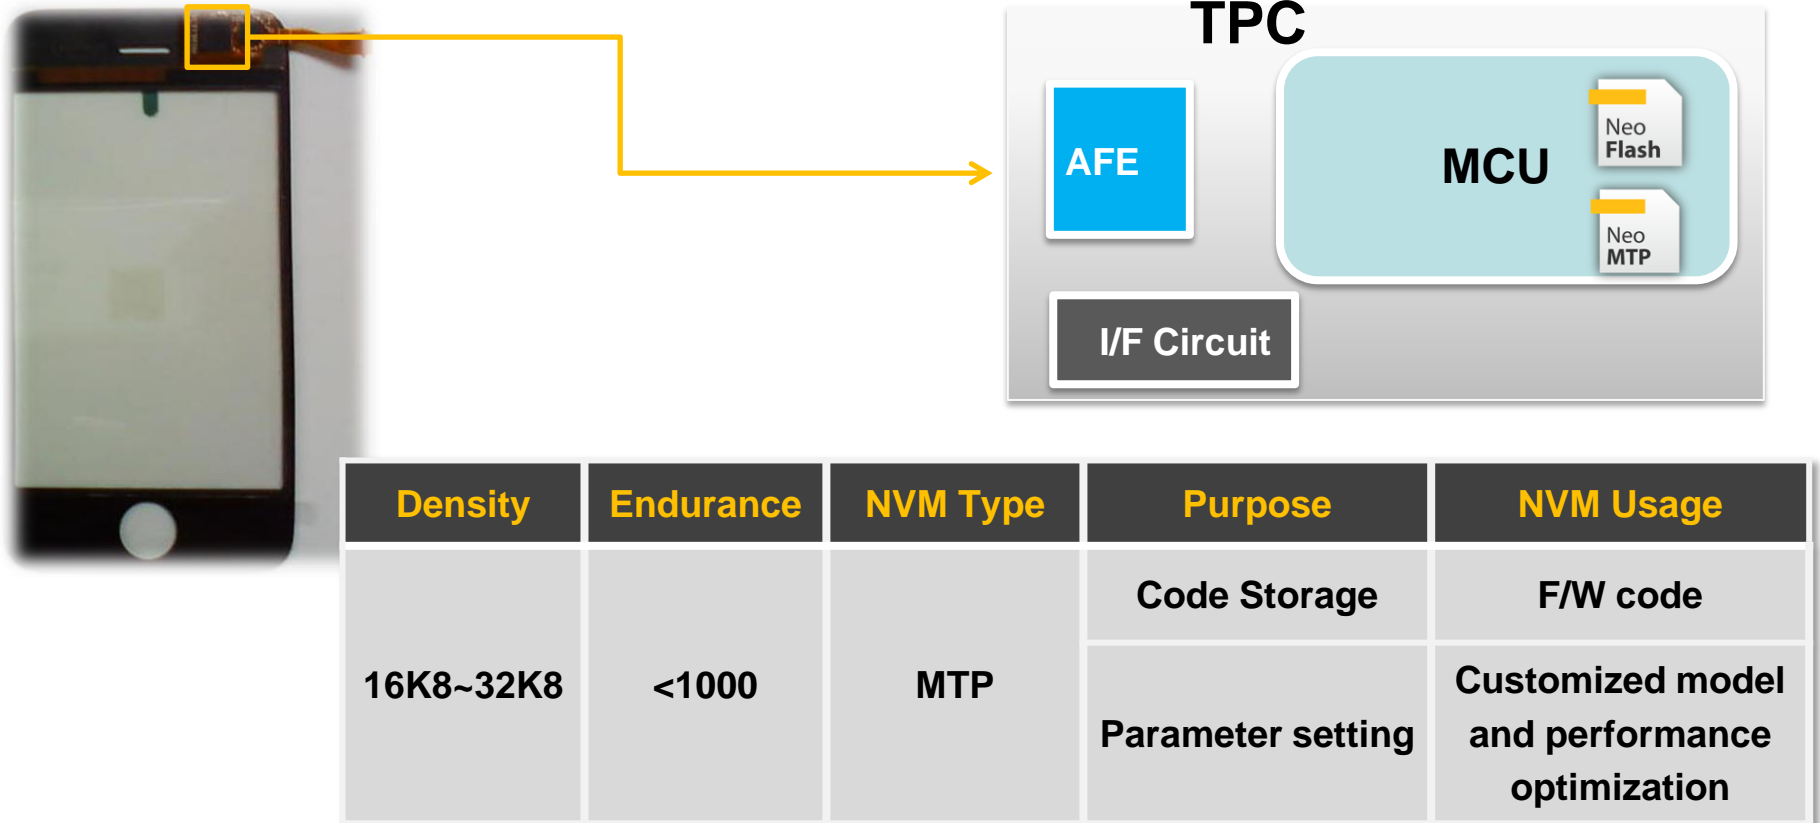 TPC
AFE
MCU
Neo
Flash
Neo
MTP
I/F Circuit
Density Endurance NVM Type Purpose NVM Usage
16K8~32K8 <1000 MTP
Code Storage F/W code
Parameter setting
Customized model
and performance
optimization